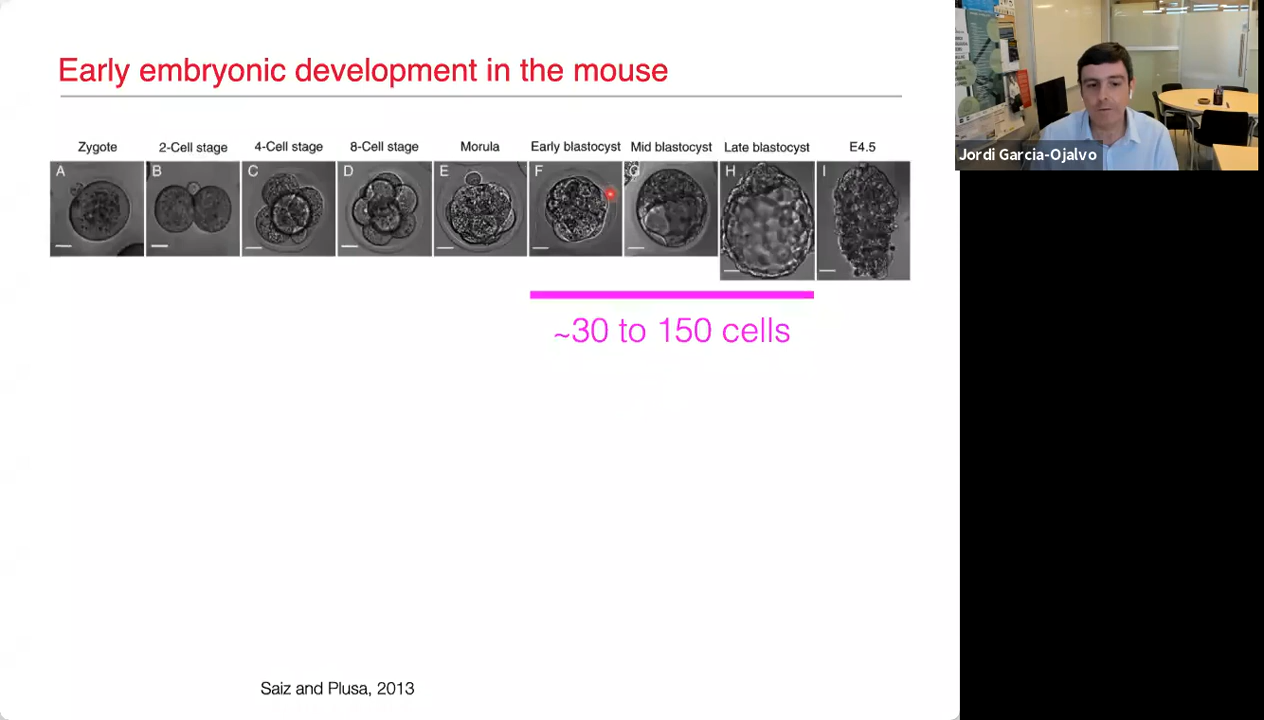 Early embryonic development in the mouse
Zygote 2-Cell stage 4-Cell stage 8-Cell stage Morula Early blastocyst Mid blastocyst Late blastocyst E4.5
A B C D E F G H I
~30 to 150 cells
Saiz and Plusa, 2013
Jordi Garcia-Ojalvo